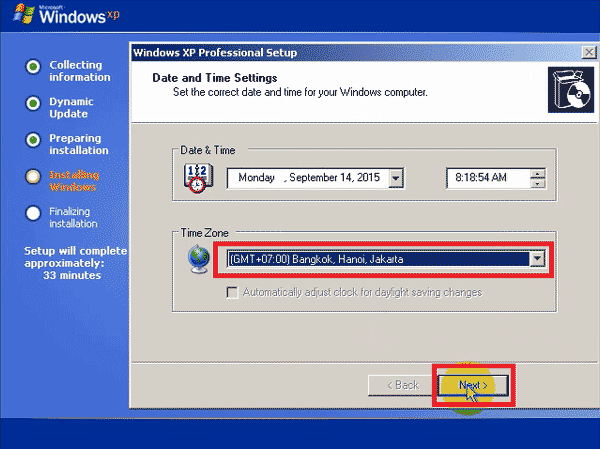 Microsoft
Windows xp
Collecting
information
Dynamic
Update
Preparing
installation
Installing
Windows
Finalizing
installation
Setup will complete
approximately:
33 minutes
Windows XP Professional Setup
Date and Time Settings
Set the correct date and time for your Windows computer.
Date & Time
12
Monday , September 14, 2015
8:18:54 AM
Time Zone
(GMT+07:00) Bangkok, Hanoi, Jakarta
Automatically adjust clock for daylight saving changes
< Back
Next >